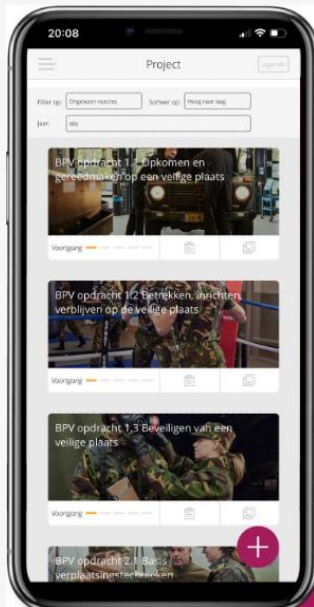 20:08
Project
Legenda
Filter op: Ongelezen notities Sorteer op: Hoog naar laag
Jaar: Alle
BPV opdracht 1.1 Opkomen en
gereedmaken op een veilige plaats
Voortgang
BPV opdracht 1.2 Betrekken, inrichten,
verblijven op de veilige plaats
Voortgang
BPV opdracht 1.3 Beveiligen van een
veilige plaats
Voortgang
BPV opdracht 2.1 Basis
verplaatsingstechnieken